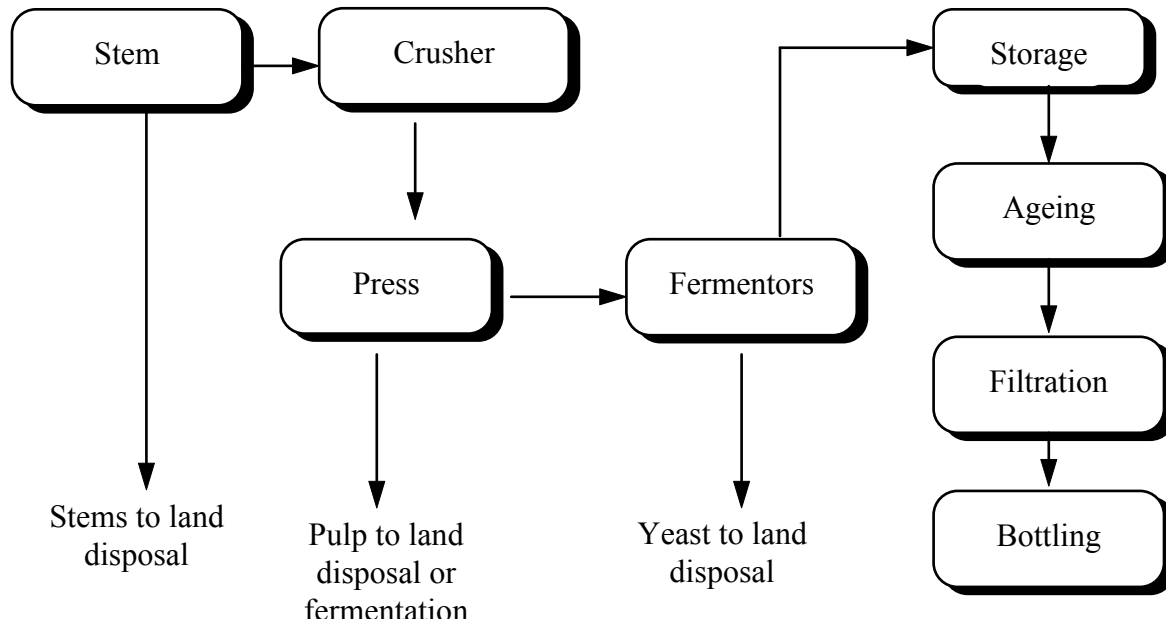 Stem
Crusher
Storage
Ageing
Press
Fermentors
Filtration
Bottling
Stems to land
disposal
Pulp to land
disposal or
fermentation
Yeast to land
disposal